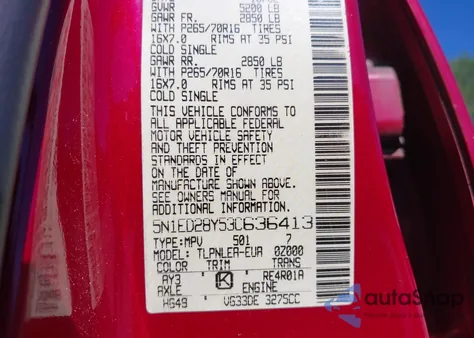 GVWR 5200 LB
GAWR FR. 2850 LB
WITH P265/70R16 TIRES
16X7.0 RIMS AT 35 PSI
COLD SINGLE
GAWR RR. 2850 LB
WITH P265/70R16 TIRES
16X7.0 RIMS AT 35 PSI
COLD SINGLE
THIS VEHICLE CONFORMS TO
ALL APPLICABLE FEDERAL
MOTOR VEHICLE SAFETY
AND THEFT PREVENTION
STANDARDS IN EFFECT
ON THE DATE OF
MANUFACTURE SHOWN ABOVE.
SEE OWNERS MANUAL FOR
ADDITIONAL INFORMATION
5N1ED28Y53C636413
TYPE:MPV 501 7
MODEL: TLPNLEA-EUA 0Z000
COLOR TRIM TRANS
AY3 K RE4R01A
AXLE ENGINE
HG49 VG33DE 3275CC
autoSnap